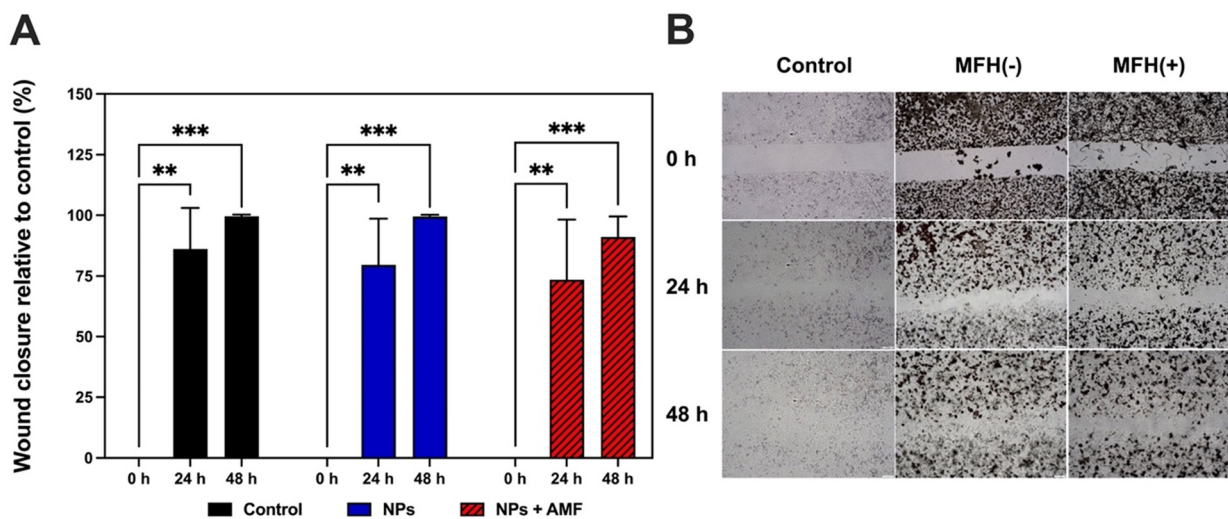 A
Wound closure relative to control (%)
150
125
100
75
50
25
0
***
**
***
**
***
**
0 h 24 h 48 h 0 h 24 h 48 h 0 h 24 h 48 h
Control NPs NPs + AMF
B
Control MFH(-) MFH(+)
0 h
24 h
48 h